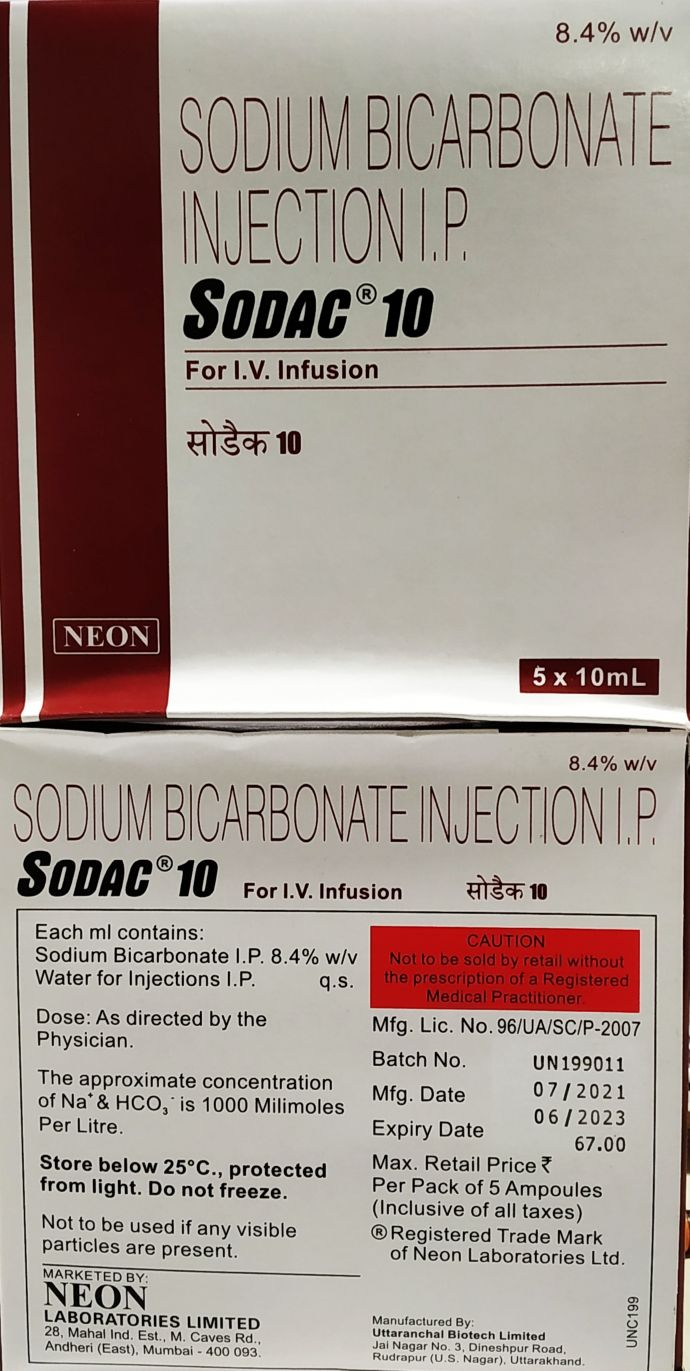 8.4% w/v
SODIUM BICARBONATE
INJECTION I.P.
SODAC® 10
For I.V. Infusion
सोडैक 10
NEON
5 x 10mL
8.4% w/v
SODIUM BICARBONATE INJECTION I.P.
SODAC® 10 For I.V. Infusion सोडैक 10
Each ml contains:
Sodium Bicarbonate I.P. 8.4% w/v
Water for Injections I.P. q.s.
Dose: As directed by the
Physician.
The approximate concentration
of Na⁺ & HCO₃⁻ is 1000 Milimoles
Per Litre.
Store below 25°C., protected
from light. Do not freeze.
Not to be used if any visible
particles are present.
MARKETED BY:
NEON
LABORATORIES LIMITED
28, Mahal Ind. Est., M. Caves Rd.,
Andheri (East), Mumbai - 400 093.
CAUTION
Not to be sold by retail without
the prescription of a Registered
Medical Practitioner.
Mfg. Lic. No. 96/UA/SC/P-2007
Batch No. UN199011
Mfg. Date 07/2021
Expiry Date 06/2023
67.00
Max. Retail Price ₹
Per Pack of 5 Ampoules
(Inclusive of all taxes)
® Registered Trade Mark
of Neon Laboratories Ltd.
Manufactured By:
Uttaranchal Biotech Limited
Jai Nagar No. 3, Dineshpur Road,
Rudrapur (U.S. Nagar), Uttarakhand.
UNC199